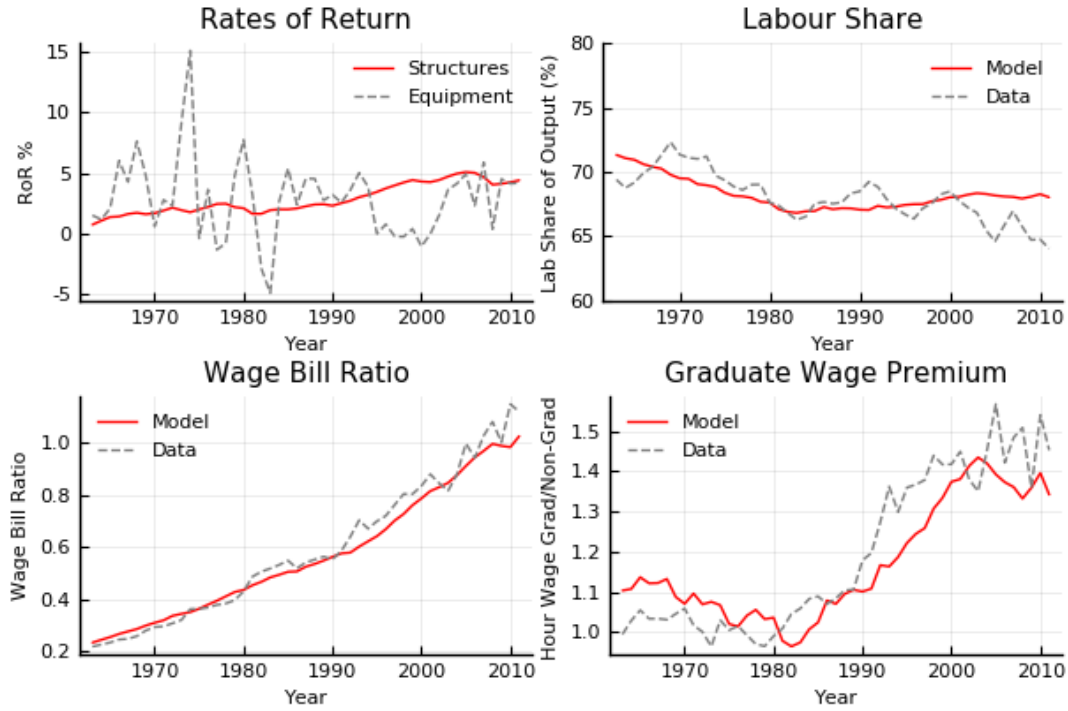 Rates of Return
15
10
5
0
-5
RoR %
Structures
Equipment
1970 1980 1990 2000 2010
Year
Labour Share
80
75
70
65
60
Lab Share of Output (%)
Model
Data
1970 1980 1990 2000 2010
Year
Wage Bill Ratio
1.0
0.8
0.6
0.4
0.2
Wage Bill Ratio
Model
Data
1970 1980 1990 2000 2010
Year
Graduate Wage Premium
1.5
1.4
1.3
1.2
1.1
1.0
Hour Wage Grad/Non-Grad
Model
Data
1970 1980 1990 2000 2010
Year